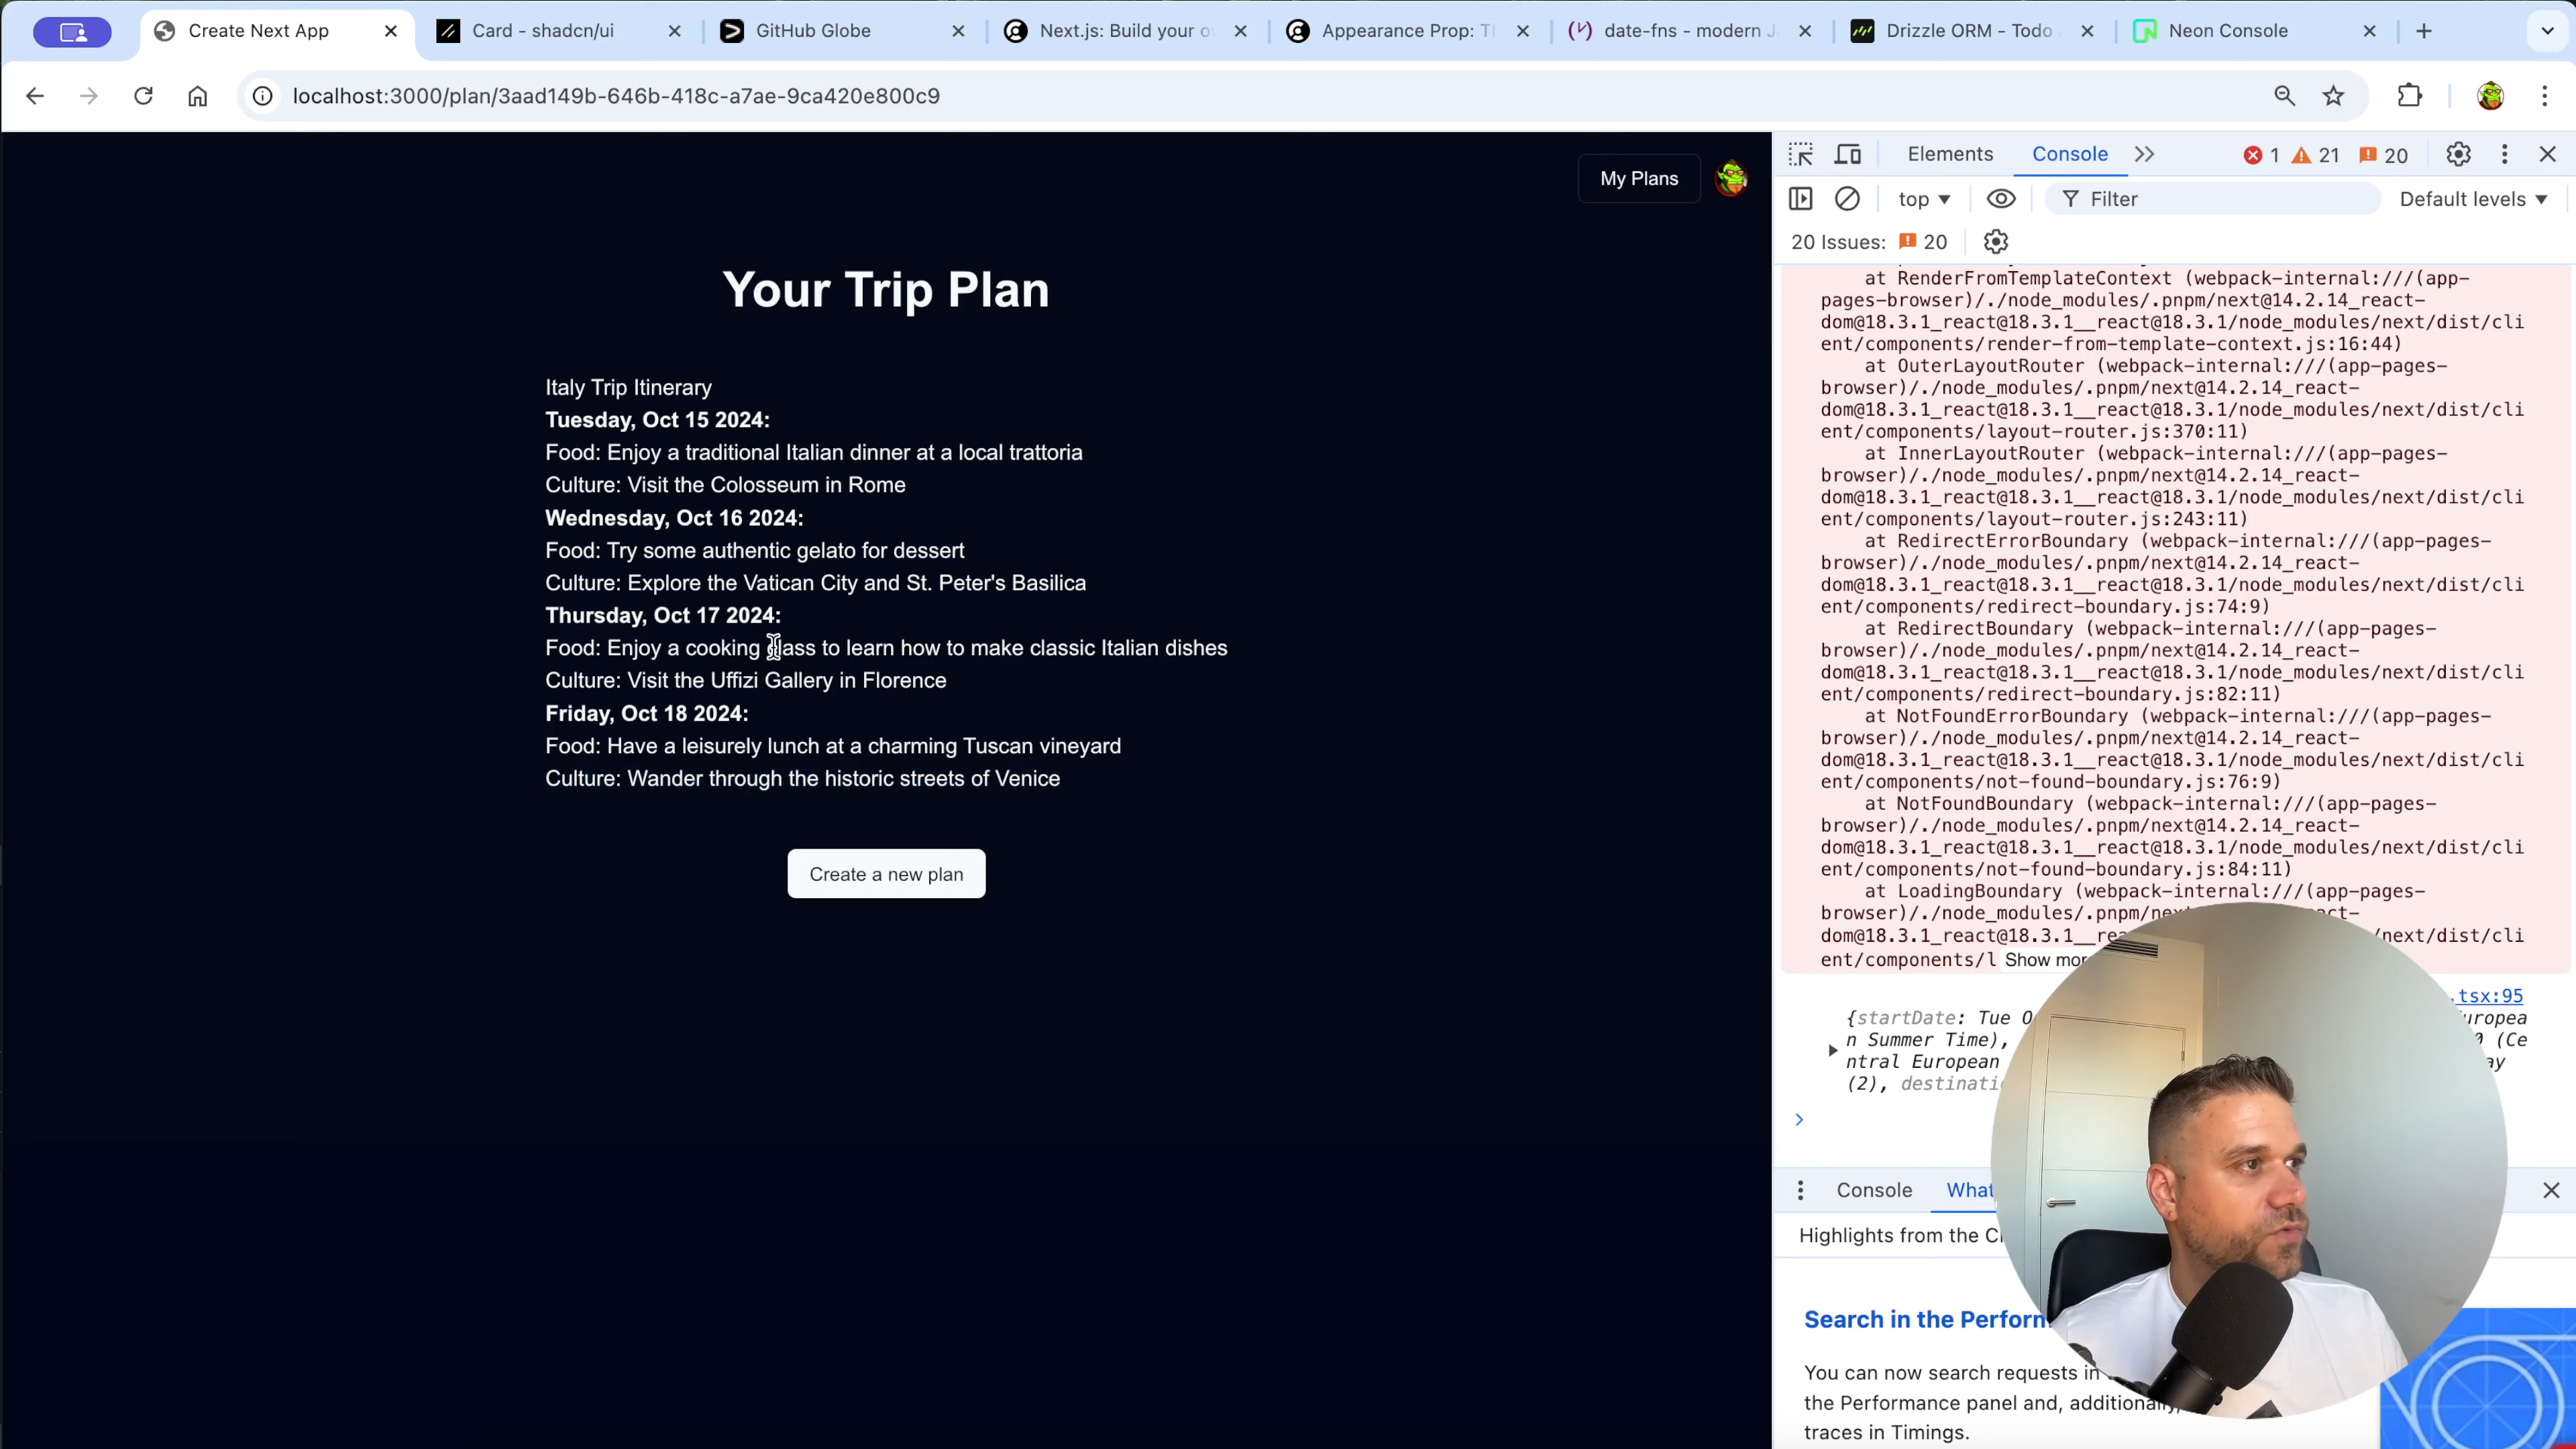 Create Next App
Card - shadcn/ui
GitHub Globe
Next.js: Build your o
Appearance Prop: T
date-fns - modern J
Drizzle ORM - Todo
Neon Console
localhost:3000/plan/3aad149b-646b-418c-a7ae-9ca420e800c9
My Plans
Your Trip Plan
Italy Trip Itinerary
Tuesday, Oct 15 2024:
Food: Enjoy a traditional Italian dinner at a local trattoria
Culture: Visit the Colosseum in Rome
Wednesday, Oct 16 2024:
Food: Try some authentic gelato for dessert
Culture: Explore the Vatican City and St. Peter's Basilica
Thursday, Oct 17 2024:
Food: Enjoy a cooking class to learn how to make classic Italian dishes
Culture: Visit the Uffizi Gallery in Florence
Friday, Oct 18 2024:
Food: Have a leisurely lunch at a charming Tuscan vineyard
Culture: Wander through the historic streets of Venice
Create a new plan
Elements Console 1 21 20
top Filter Default levels
20 Issues: 20
at RenderFromTemplateContext (webpack-internal:///(app-
pages-browser)/./node_modules/.pnpm/next@14.2.14_react-
dom@18.3.1_react@18.3.1__react@18.3.1/node_modules/next/dist/cli
ent/components/render-from-template-context.js:16:44)
at OuterLayoutRouter (webpack-internal:///(app-pages-
browser)/./node_modules/.pnpm/next@14.2.14_react-
dom@18.3.1_react@18.3.1__react@18.3.1/node_modules/next/dist/cli
ent/components/layout-router.js:370:11)
at InnerLayoutRouter (webpack-internal:///(app-pages-
browser)/./node_modules/.pnpm/next@14.2.14_react-
dom@18.3.1_react@18.3.1__react@18.3.1/node_modules/next/dist/cli
ent/components/layout-router.js:243:11)
at RedirectErrorBoundary (webpack-internal:///(app-pages-
browser)/./node_modules/.pnpm/next@14.2.14_react-
dom@18.3.1_react@18.3.1__react@18.3.1/node_modules/next/dist/cli
ent/components/redirect-boundary.js:74:9)
at RedirectBoundary (webpack-internal:///(app-pages-
browser)/./node_modules/.pnpm/next@14.2.14_react-
dom@18.3.1_react@18.3.1__react@18.3.1/node_modules/next/dist/cli
ent/components/redirect-boundary.js:82:11)
at NotFoundErrorBoundary (webpack-internal:///(app-pages-
browser)/./node_modules/.pnpm/next@14.2.14_react-
dom@18.3.1_react@18.3.1__react@18.3.1/node_modules/next/dist/cli
ent/components/not-found-boundary.js:76:9)
at NotFoundBoundary (webpack-internal:///(app-pages-
browser)/./node_modules/.pnpm/next@14.2.14_react-
dom@18.3.1_react@18.3.1__react@18.3.1/node_modules/next/dist/cli
ent/components/not-found-boundary.js:84:11)
at LoadingBoundary (webpack-internal:///(app-pages-
browser)/./node_modules/.pnpm/nex act-
dom@18.3.1_react@18.3.1__rea /next/dist/cli
ent/components/l Show mor
.tsx:95
{startDate: Tue O uropea
n Summer Time), 0 (Ce
ntral European ay
(2), destinati
Console What
Highlights from the C
Search in the Perform
You can now search requests in
the Performance panel and, additionally,
traces in Timings.